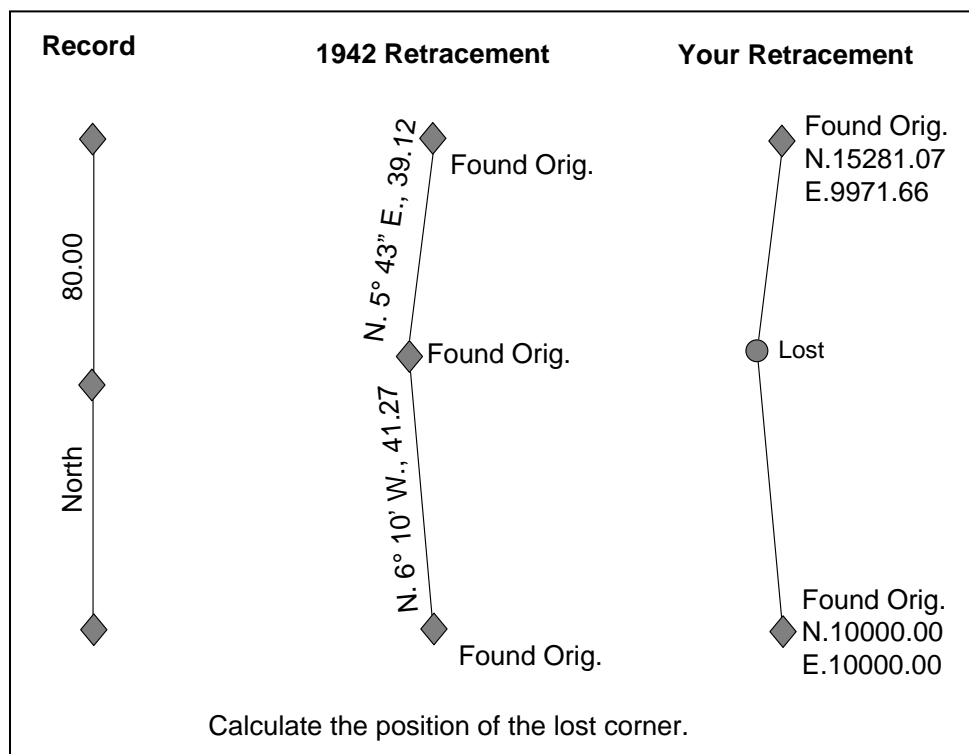 Record
1942 Retracement
Your Retracement
80.00
North
N. 5° 43” E., 39.12
N. 6° 10’ W., 41.27
Found Orig.
Found Orig.
Found Orig.
Found Orig.
N.15281.07
E.9971.66
Lost
Found Orig.
N.10000.00
E.10000.00
Calculate the position of the lost corner.